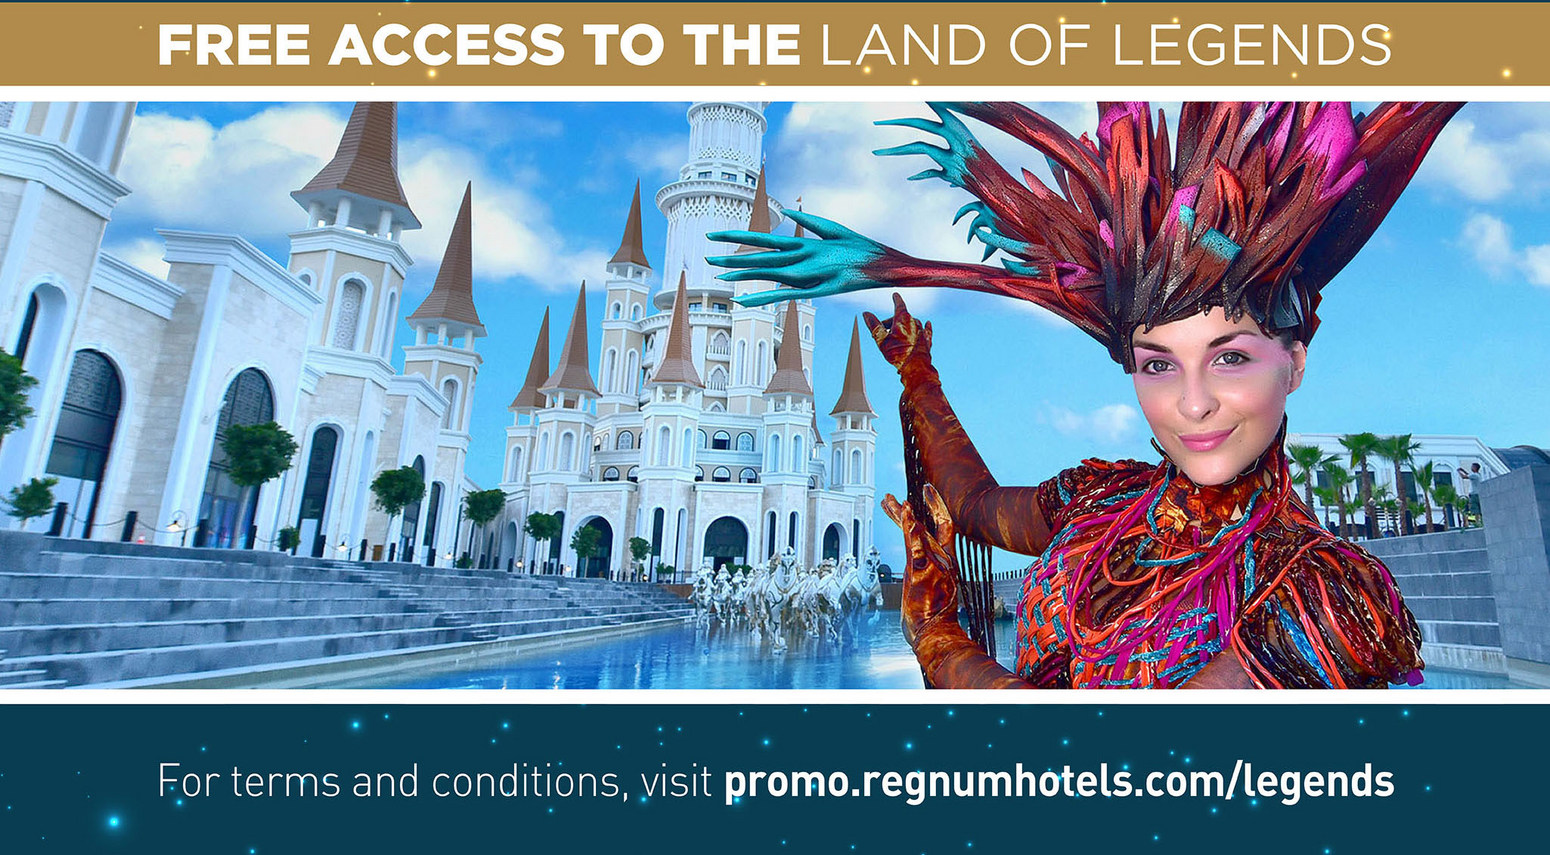 FREE ACCESS TO THE LAND OF LEGENDS
For terms and conditions, visit promo.regnumhotels.com/legends